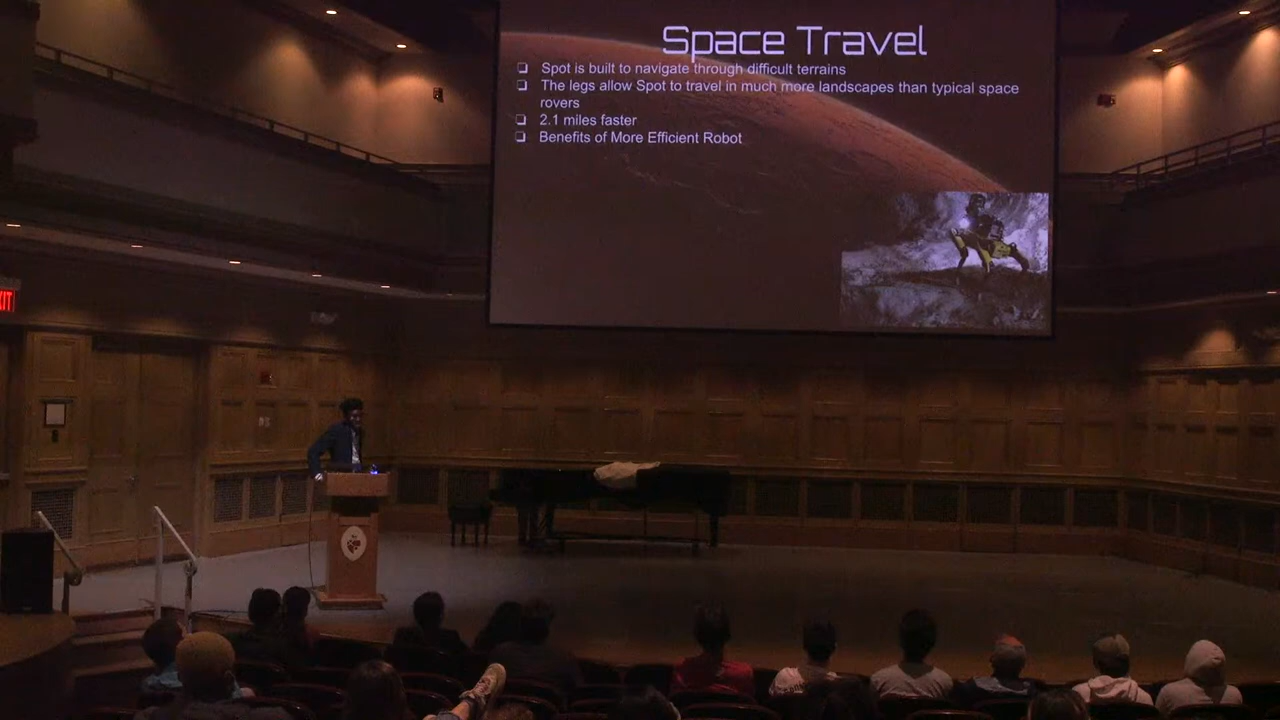 Space Travel
Spot is built to navigate through difficult terrains
The legs allow Spot to travel in much more landscapes than typical space
rovers
2.1 miles faster
Benefits of More Efficient Robot
XIT